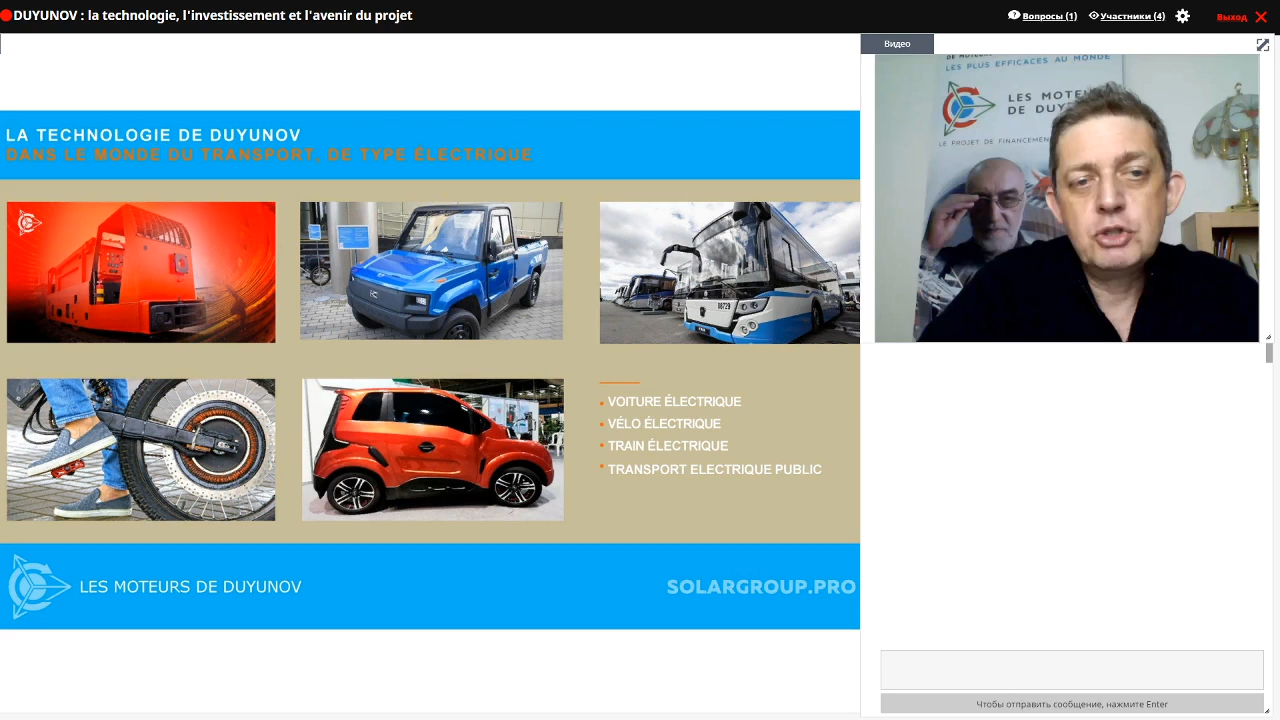 DUYUNOV : la technologie, l'investissement et l'avenir du projet
Вопросы (1)
Участники (4)
Выход
Видео
LES PLUS EFFICACES AU MONDE
LES MOTEURS
DE DUY
LE PROJET DE FINANCEMEN
LA TECHNOLOGIE DE DUYUNOV
DANS LE MONDE DU TRANSPORT, DE TYPE ÉLECTRIQUE
08729
VOITURE ÉLECTRIQUE
VÉLO ÉLECTRIQUE
TRAIN ÉLECTRIQUE
TRANSPORT ELECTRIQUE PUBLIC
LES MOTEURS DE DUYUNOV
SOLARGROUP.PRO
Чтобы отправить сообщение, нажмите Enter